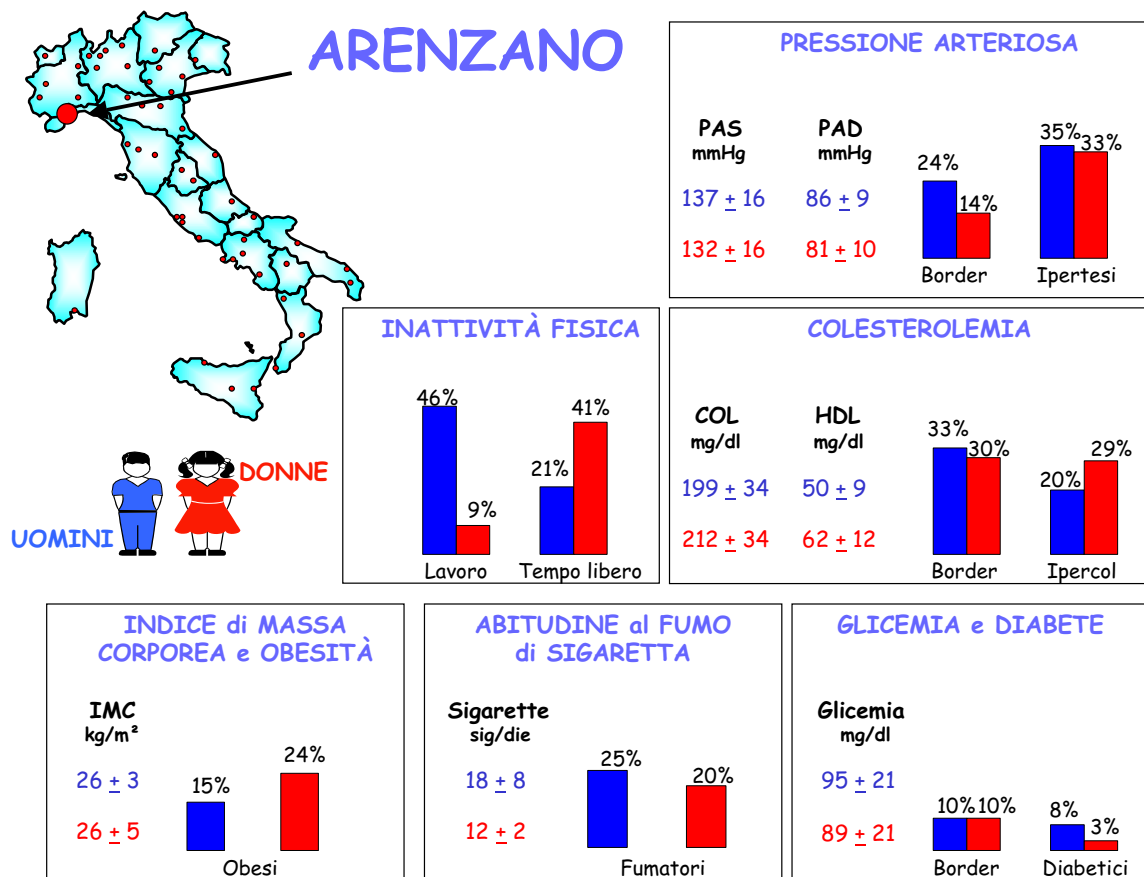 ARENZANO
PRESSIONE ARTERIOSA
PAS
mmHg
PAD
mmHg
137 ± 16
86 ± 9
132 ± 16
81 ± 10
24%
14%
35%
33%
Border
Ipertesi
INATTIVITÀ FISICA
46%
9%
21%
41%
Lavoro
Tempo libero
COLESTEROLEMIA
COL
mg/dl
HDL
mg/dl
199 ± 34
50 ± 9
212 ± 34
62 ± 12
33%
30%
20%
29%
Border
Ipercol
DONNE
UOMINI
INDICE di MASSA
CORPOREA e OBESITÀ
IMC
kg/m²
26 ± 3
26 ± 5
15%
24%
Obesi
ABITUDINE al FUMO
di SIGARETTA
Sigarette
sig/die
18 ± 8
12 ± 2
25%
20%
Fumatori
GLICEMIA e DIABETE
Glicemia
mg/dl
95 ± 21
89 ± 21
10%
10%
8%
3%
Border
Diabetici